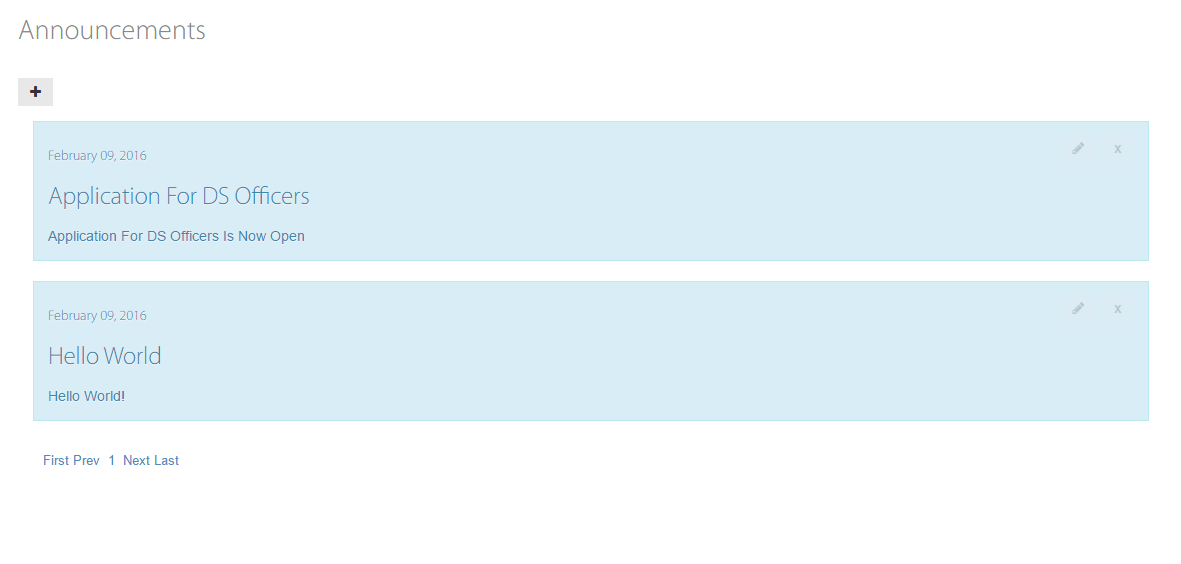 Announcements
+
February 09, 2016
x
Application For DS Officers
Application For DS Officers Is Now Open
February 09, 2016
x
Hello World
Hello World!
First Prev 1 Next Last